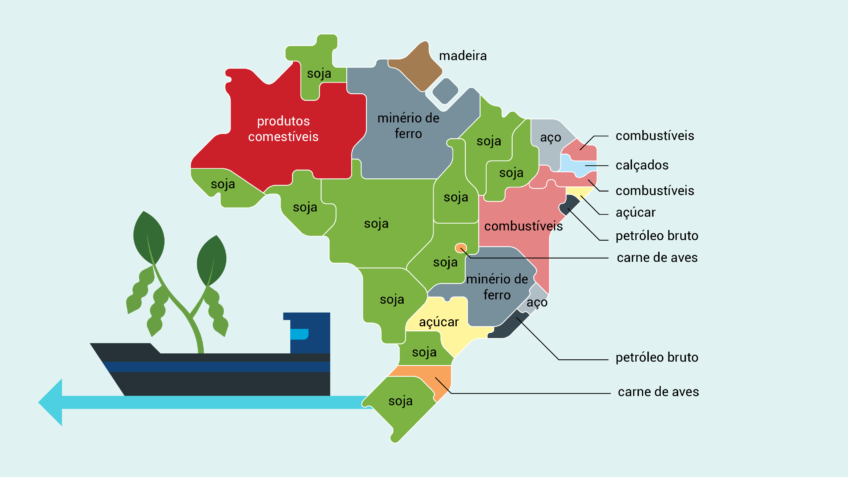 madeira
soja
produtos
comestíveis
minério de
ferro
soja
aço
combustíveis
calçados
soja
soja
soja
combustíveis
soja
soja
açúcar
soja
combustíveis
petróleo bruto
soja
carne de aves
minério de
ferro
soja
aço
açúcar
soja
petróleo bruto
carne de aves
soja